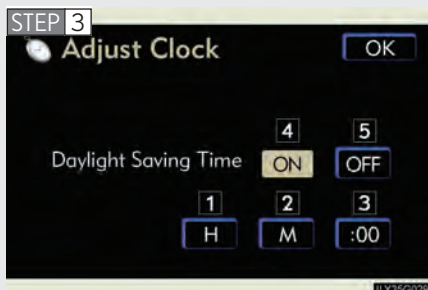 STEP 3
Adjust Clock
OK
4 5
Daylight Saving Time ON OFF
1 2 3
H M :00